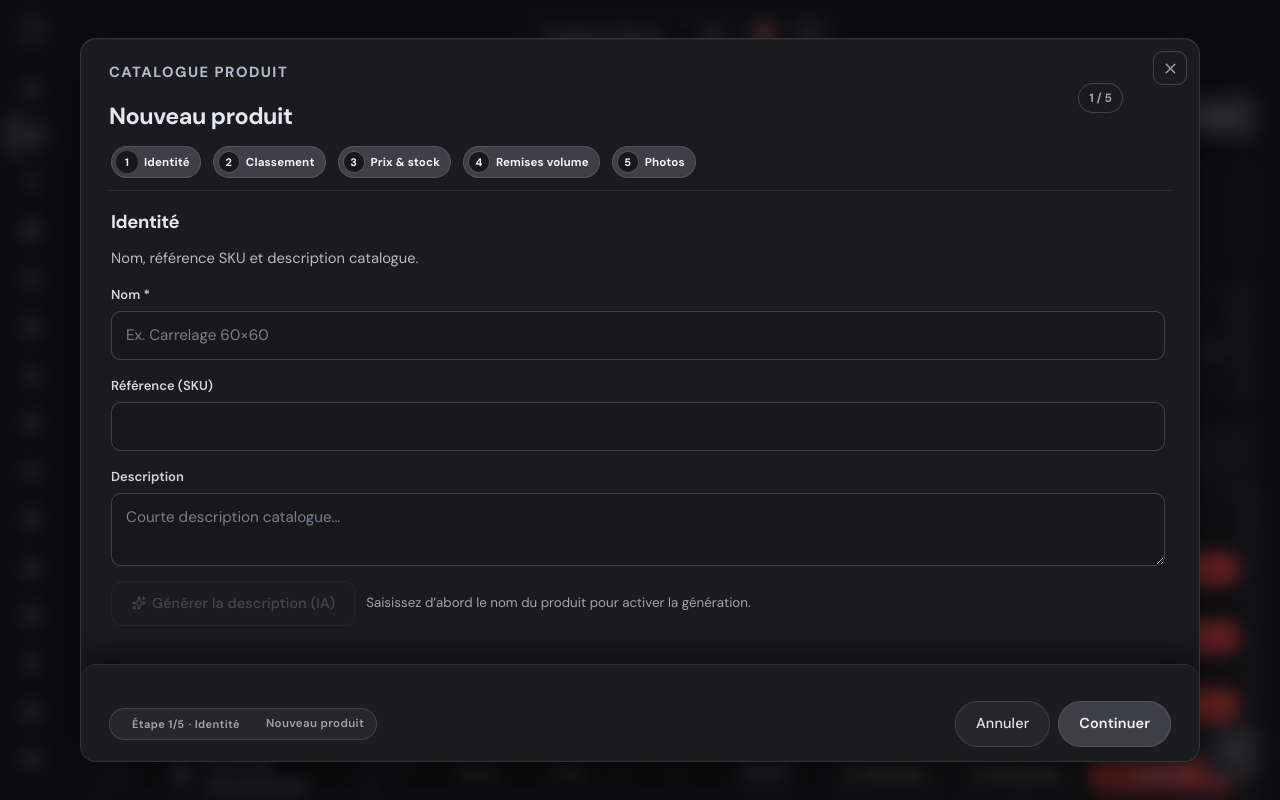 CATALOGUE PRODUIT
Nouveau produit
1 / 5
1 Identité 2 Classement 3 Prix & stock 4 Remises volume 5 Photos
Identité
Nom, référence SKU et description catalogue.
Nom *
Ex. Carrelage 60×60
Référence (SKU)
Description
Courte description catalogue…
Générer la description (IA) Saisissez d'abord le nom du produit pour activer la génération.
Étape 1/5 · Identité Nouveau produit Annuler Continuer